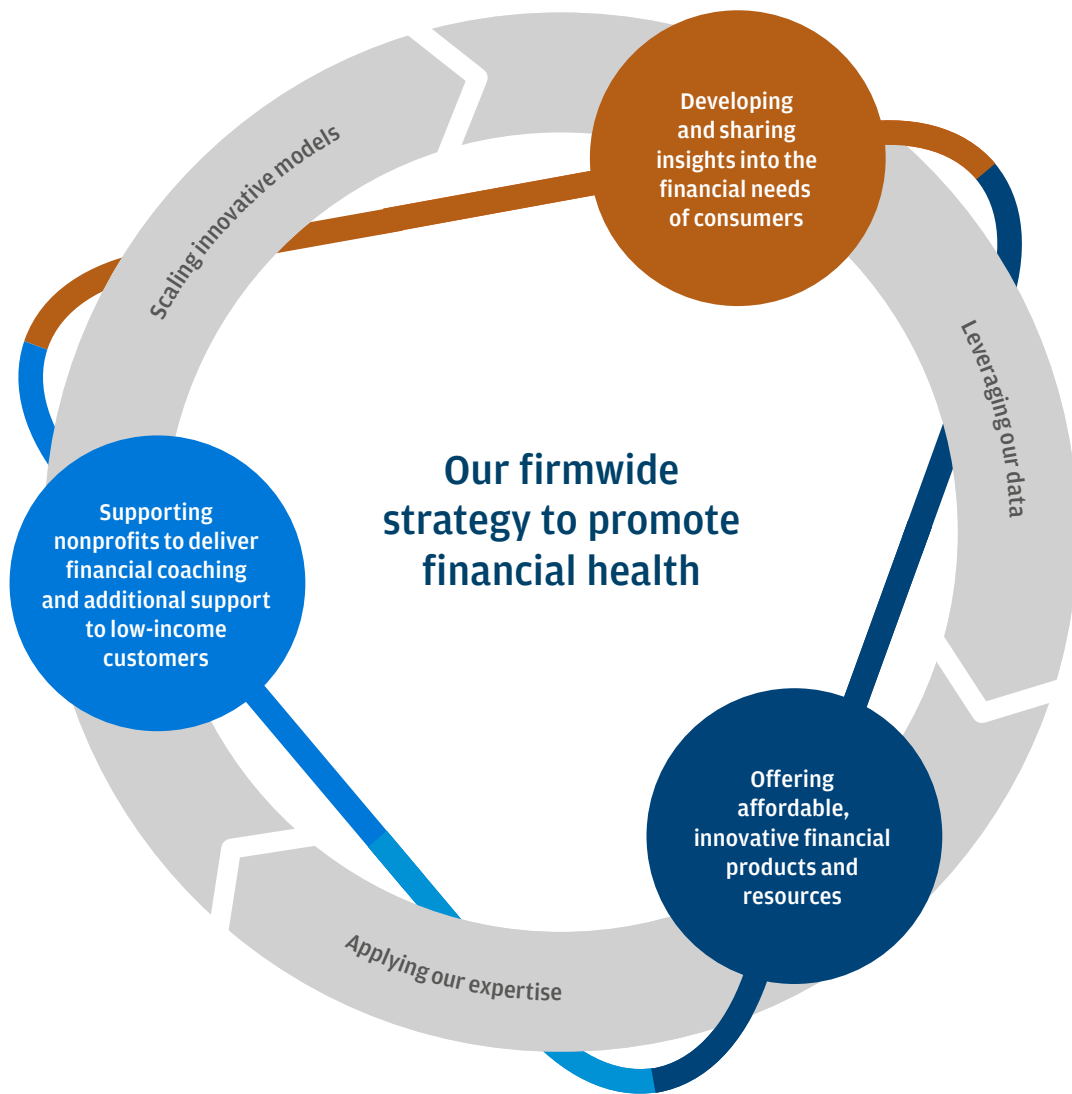 Developing
and sharing
insights into the
financial needs
of consumers
Scaling innovative models
Leveraging our data
Our firmwide
strategy to promote
financial health
Supporting
nonprofits to deliver
financial coaching
and additional support
to low-income
customers
Offering
affordable,
innovative financial
products and
resources
Applying our expertise